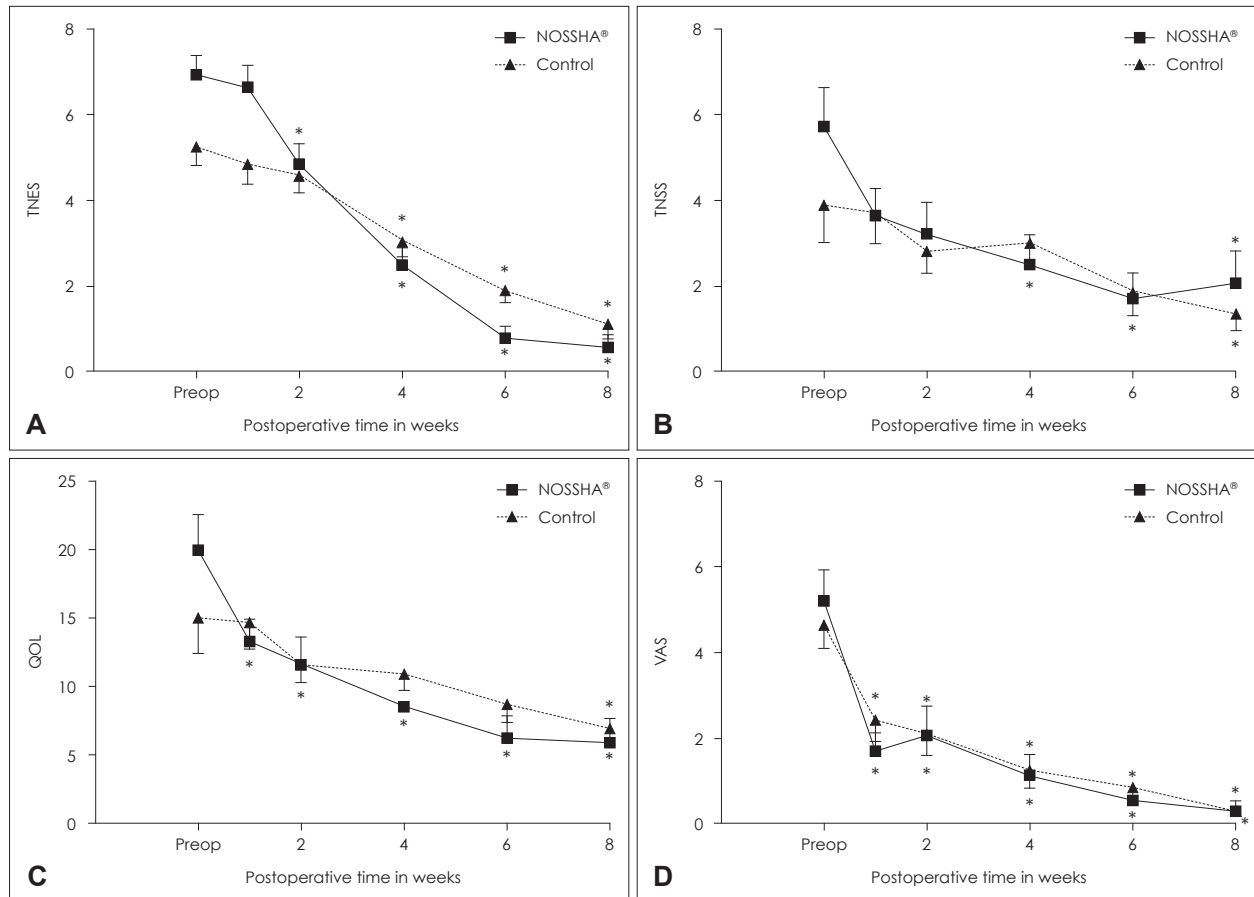 8
6
4
2
0
TNES
NOSSHA®
Control
*
*
*
*
*
*
*
Preop 2 4 6 8
Postoperative time in weeks
A
8
6
4
2
0
TNSS
NOSSHA®
Control
*
*
*
*
Preop 2 4 6 8
Postoperative time in weeks
B
25
20
15
10
5
0
QOL
NOSSHA®
Control
*
*
*
*
*
*
Preop 2 4 6 8
Postoperative time in weeks
C
8
6
4
2
0
VAS
NOSSHA®
Control
*
*
*
*
*
*
*
*
*
*
Preop 2 4 6 8
Postoperative time in weeks
D